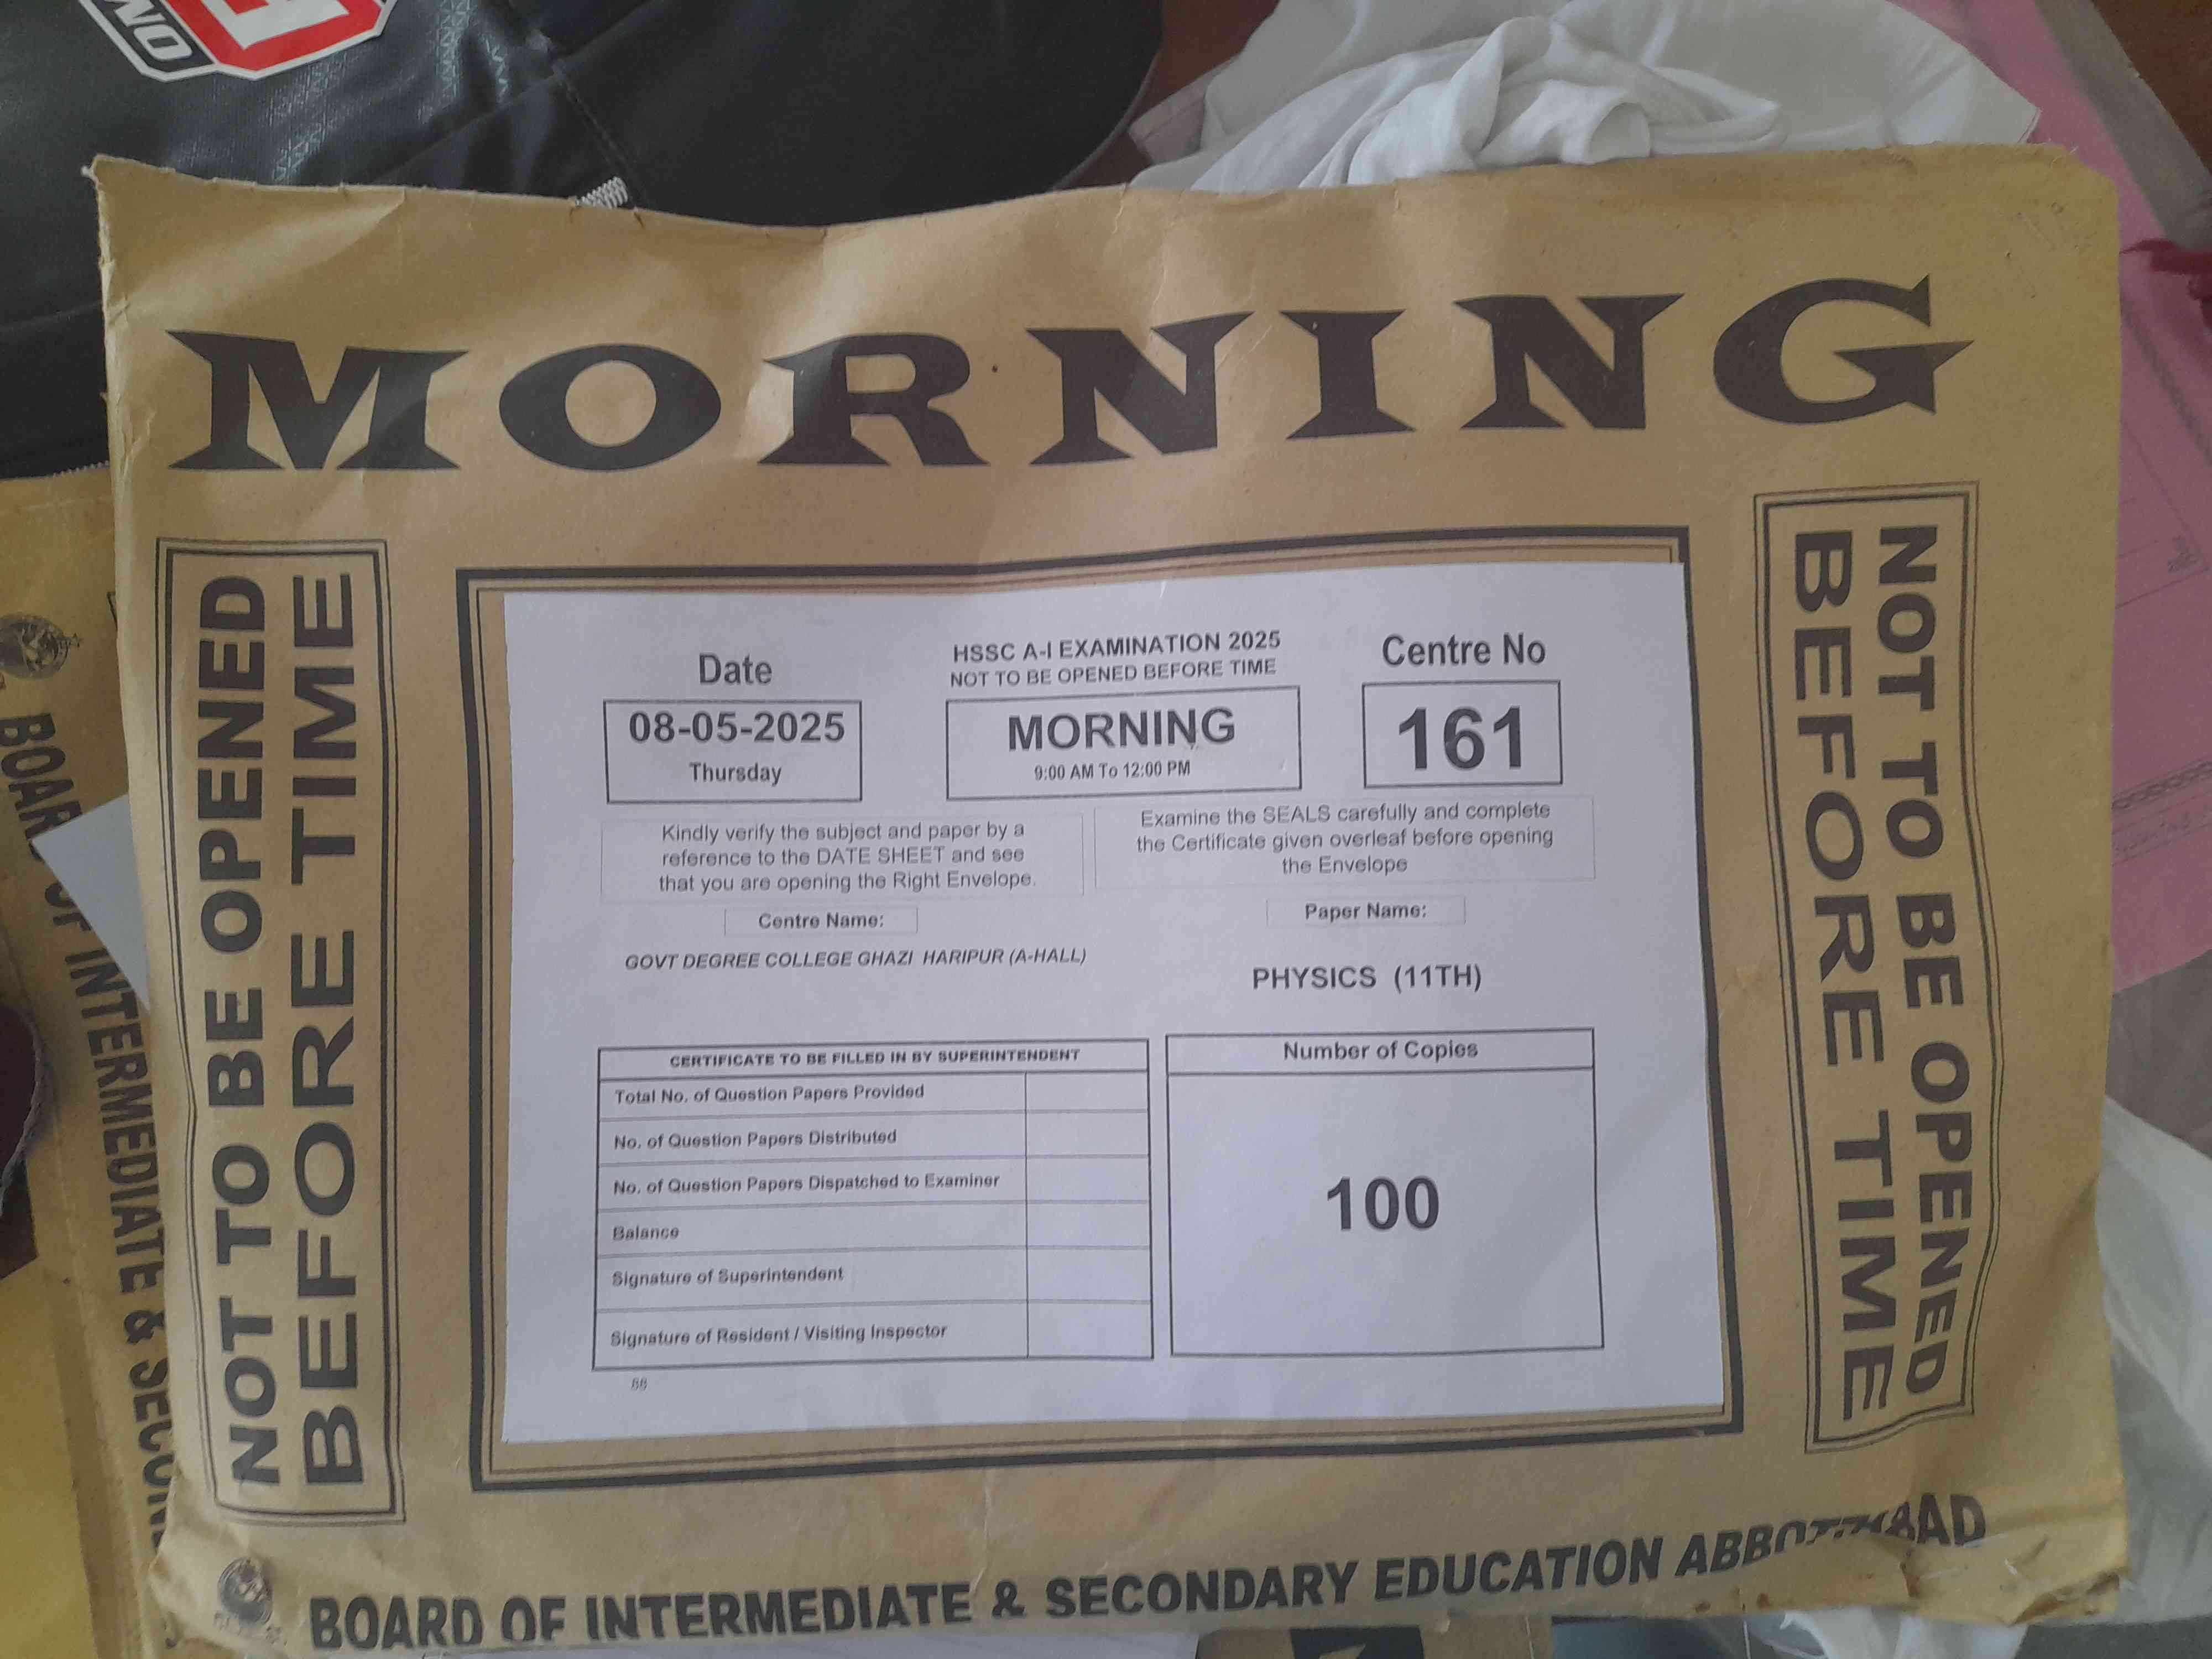 MORNING
NOT TO BE OPENED
BEFORE TIME
NOT TO BE OPENED
BEFORE TIME
Date
08-05-2025
Thursday
HSSC A-I EXAMINATION 2025
NOT TO BE OPENED BEFORE TIME
MORNING
9:00 AM To 12:00 PM
Centre No
161
Kindly verify the subject and paper by a
reference to the DATE SHEET and see
that you are opening the Right Envelope.
Examine the SEALS carefully and complete
the Certificate given overleaf before opening
the Envelope
Centre Name:
GOVT DEGREE COLLEGE GHAZI HARIPUR (A-HALL)
Paper Name:
PHYSICS (11TH)
CERTIFICATE TO BE FILLED IN BY SUPERINTENDENT
Total No. of Question Papers Provided
No. of Question Papers Distributed
No. of Question Papers Dispatched to Examiner
Balance
Signature of Superintendent
Signature of Resident / Visiting Inspector
Number of Copies
100
BOARD OF INTERMEDIATE & SECONDARY EDUCATION ABBOTTABAD
OF INTERMEDIATE &